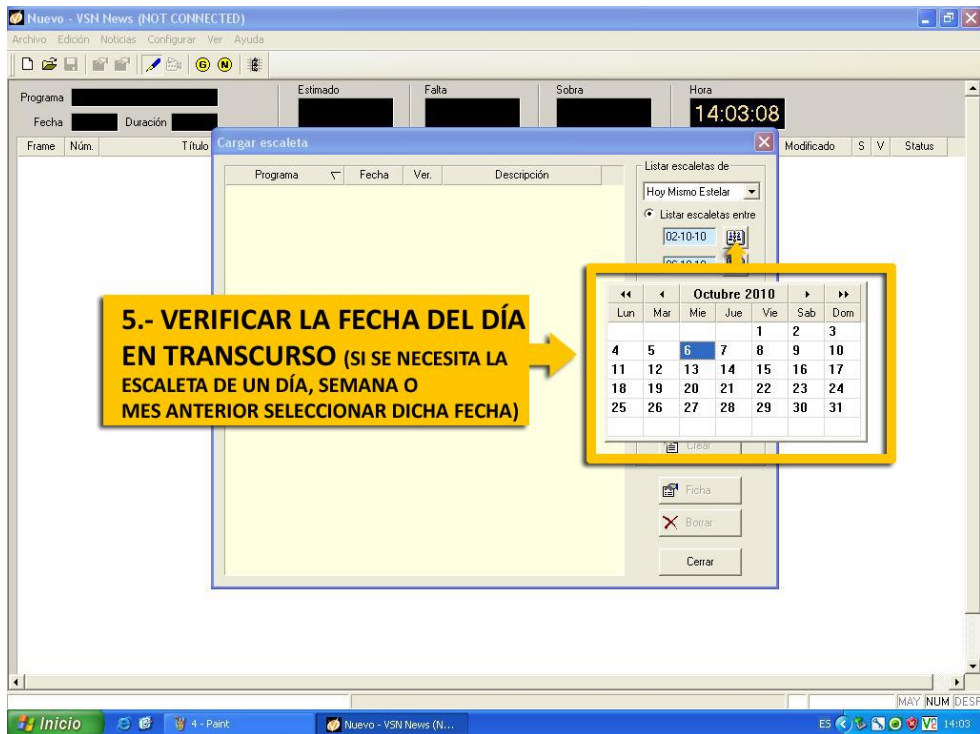 Nuevo - VSN News (NOT CONNECTED)
Archivo Edición Noticias Configurar Ver Ayuda
G N
Programa
Fecha Duración
Estimado Falta Sobra Hora
14:03:08
Frame Núm. Título Modificado S V Status
Cargar escaleta
Programa Fecha Ver. Descripción
Listar escaletas de
Hoy Mismo Estelar
Listar escaletas entre
02-10-10
Octubre 2010
Lun Mar Mie Jue Vie Sab Dom
1 2 3
4 5 6 7 8 9 10
11 12 13 14 15 16 17
18 19 20 21 22 23 24
25 26 27 28 29 30 31
5.- VERIFICAR LA FECHA DEL DÍA
EN TRANSCURSO (SI SE NECESITA LA
ESCALETA DE UN DÍA, SEMANA O
MES ANTERIOR SELECCIONAR DICHA FECHA)
Crear
Ficha
Borrar
Cerrar
MAY NUM DESP
Inicio 4 - Paint Nuevo - VSN News (N... ES 14:03